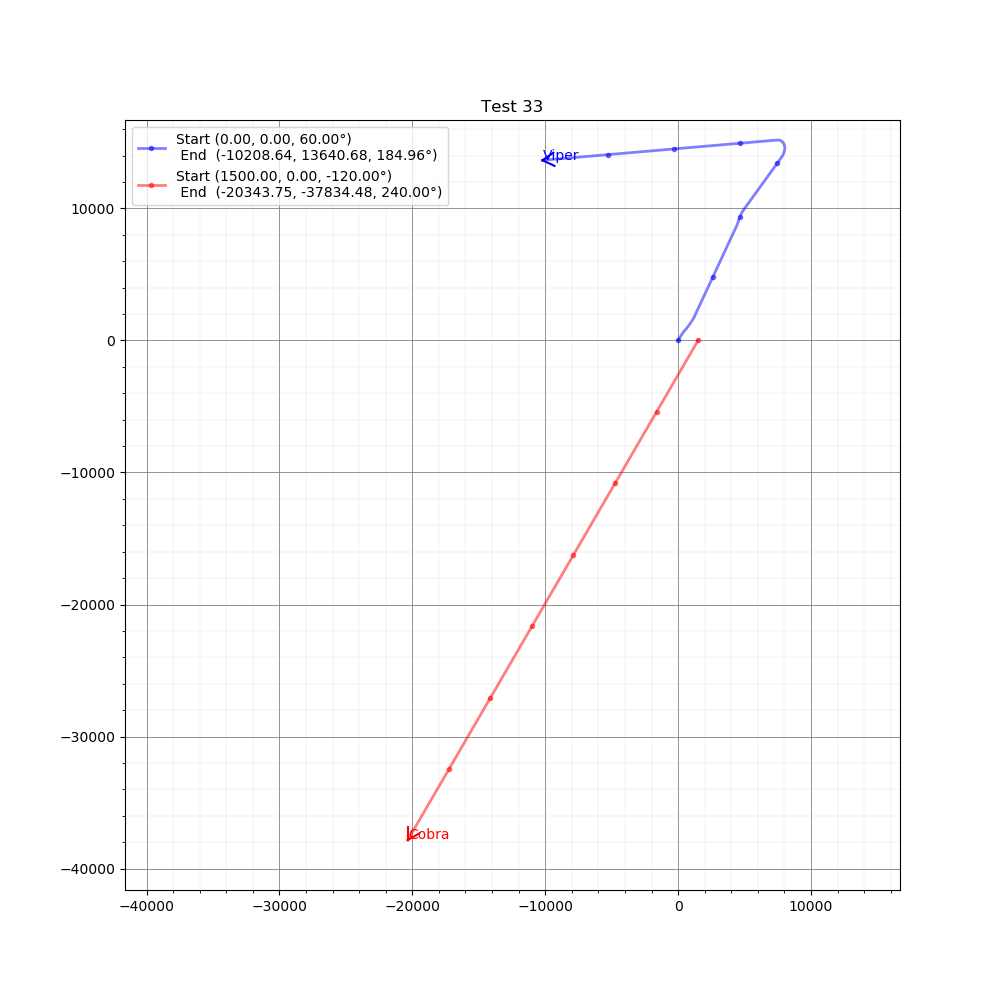 Test 33
Start (0.00, 0.00, 60.00°)
End (-10208.64, 13640.68, 184.96°)
Start (1500.00, 0.00, -120.00°)
End (-20343.75, -37834.48, 240.00°)
Viper
10000
0
−10000
−20000
−30000
Cobra
−40000
−40000 −30000 −20000 −10000 0 10000